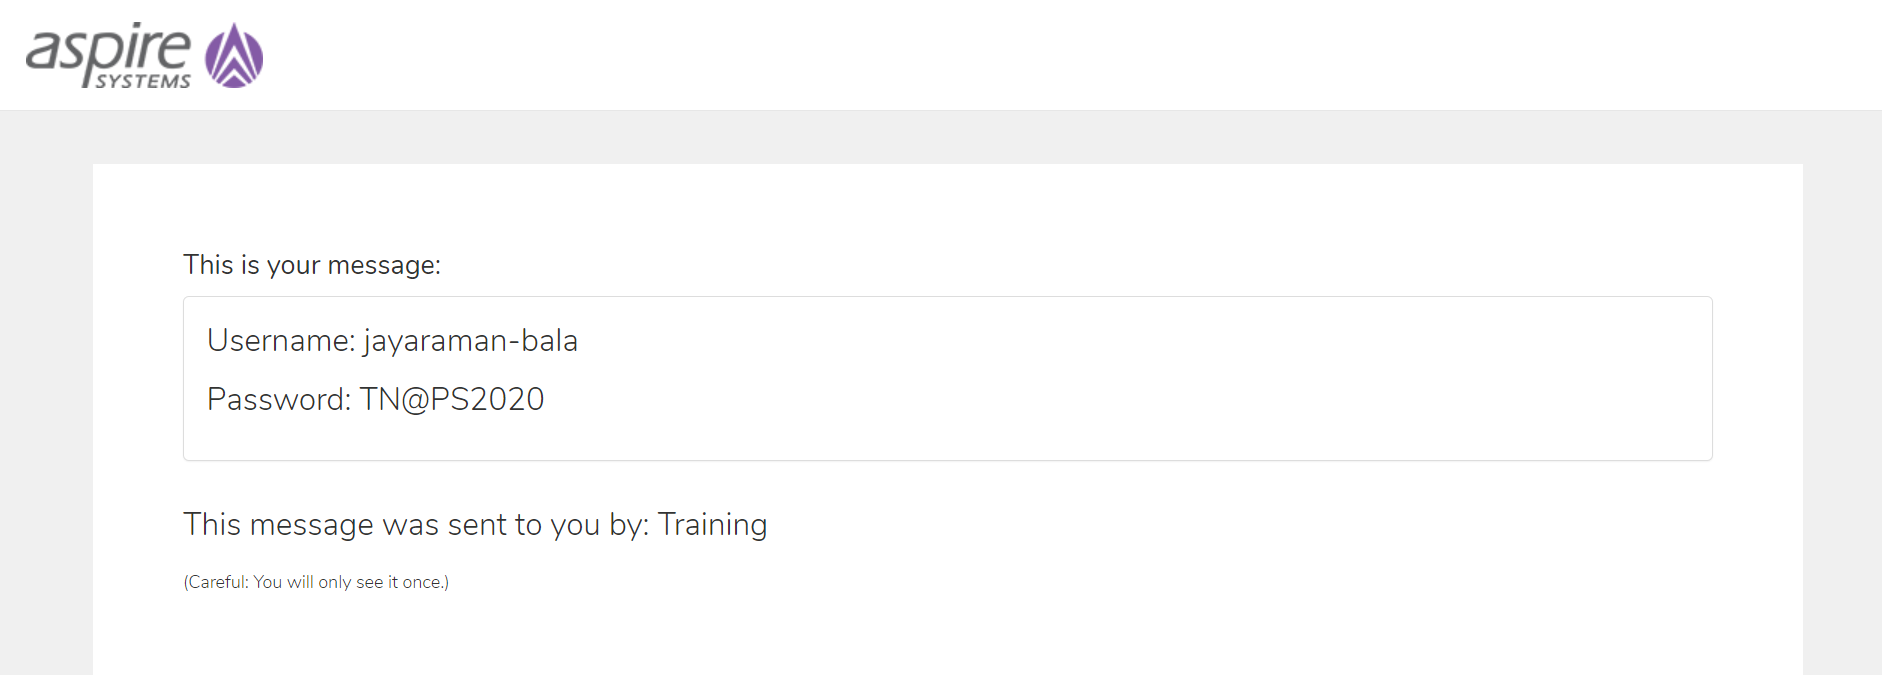 aspire
SYSTEMS
This is your message:
Username: jayaraman-bala
Password: TN@PS2020
This message was sent to you by: Training
(Careful: You will only see it once.)